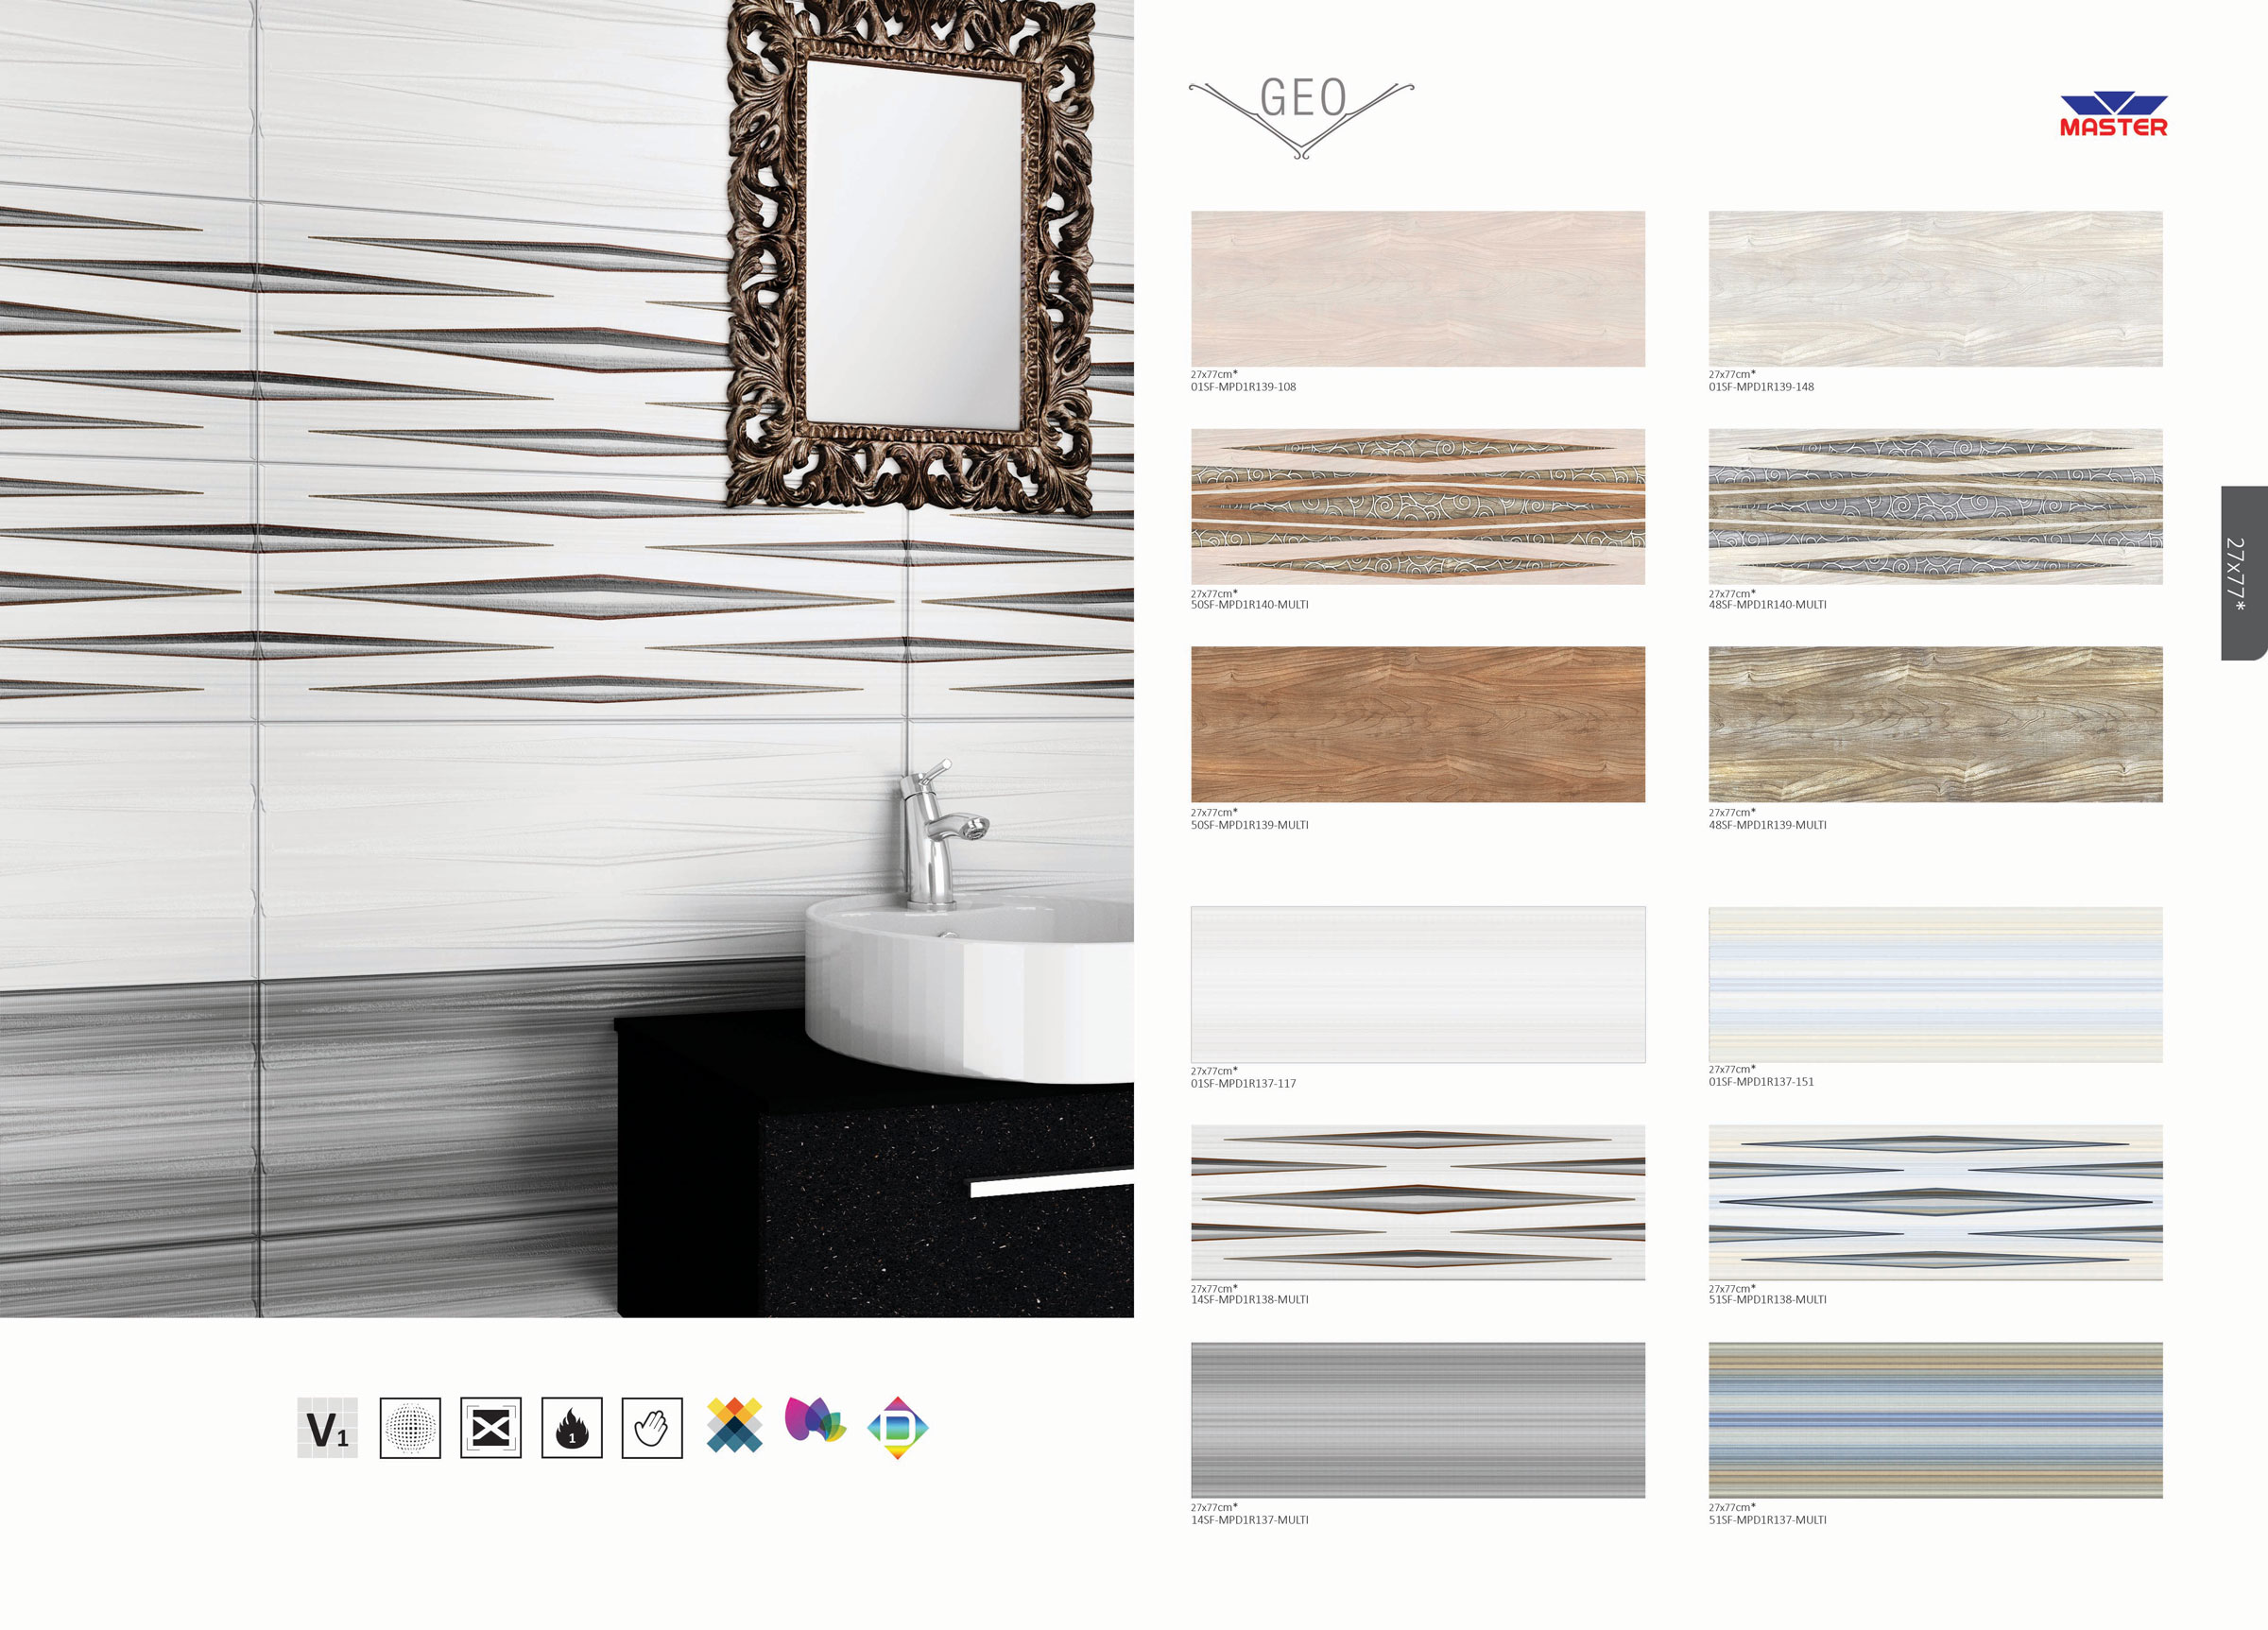 GEO
MASTER
27x77cm*
01SF-MPD1R139-108
27x77cm*
01SF-MPD1R139-148
27x77cm*
50SF-MPD1R140-MULTI
27x77cm*
48SF-MPD1R140-MULTI
27x77*
27x77cm*
50SF-MPD1R139-MULTI
27x77cm*
48SF-MPD1R139-MULTI
27x77cm*
01SF-MPD1R137-117
27x77cm*
01SF-MPD1R137-151
27x77cm*
14SF-MPD1R138-MULTI
27x77cm*
51SF-MPD1R138-MULTI
27x77cm*
14SF-MPD1R137-MULTI
27x77cm*
51SF-MPD1R137-MULTI
V1
1
D